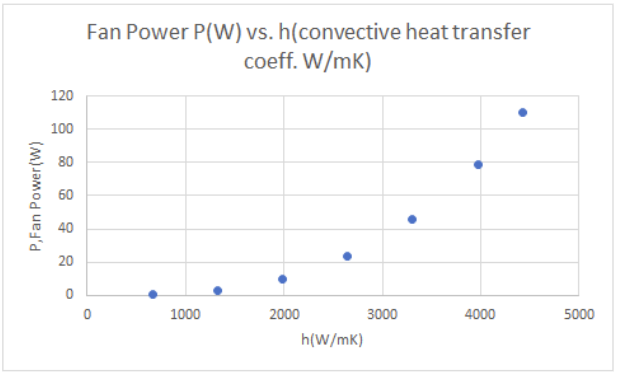 Fan Power P(W) vs. h(convective heat transfer
coeff. W/mK)
P,Fan Power(W)
120
100
80
60
40
20
0
0 1000 2000 3000 4000 5000
h(W/mK)